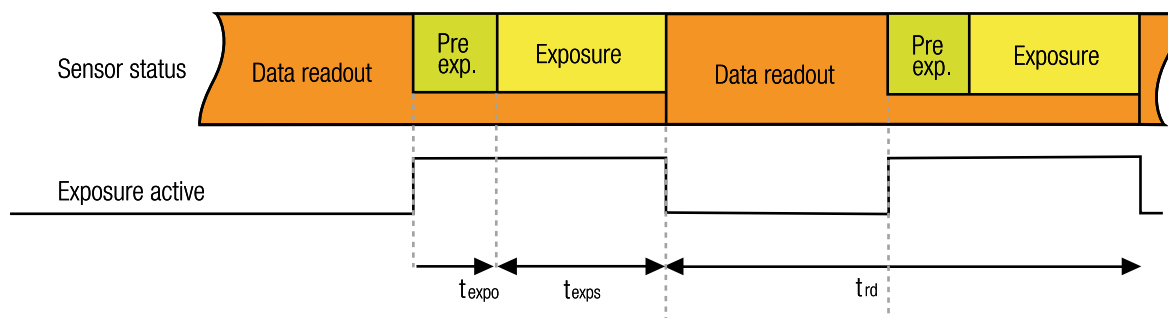 Sensor status
Data readout
Pre
exp.
Exposure
Data readout
Pre
exp.
Exposure
Exposure active
texpo
texps
trd